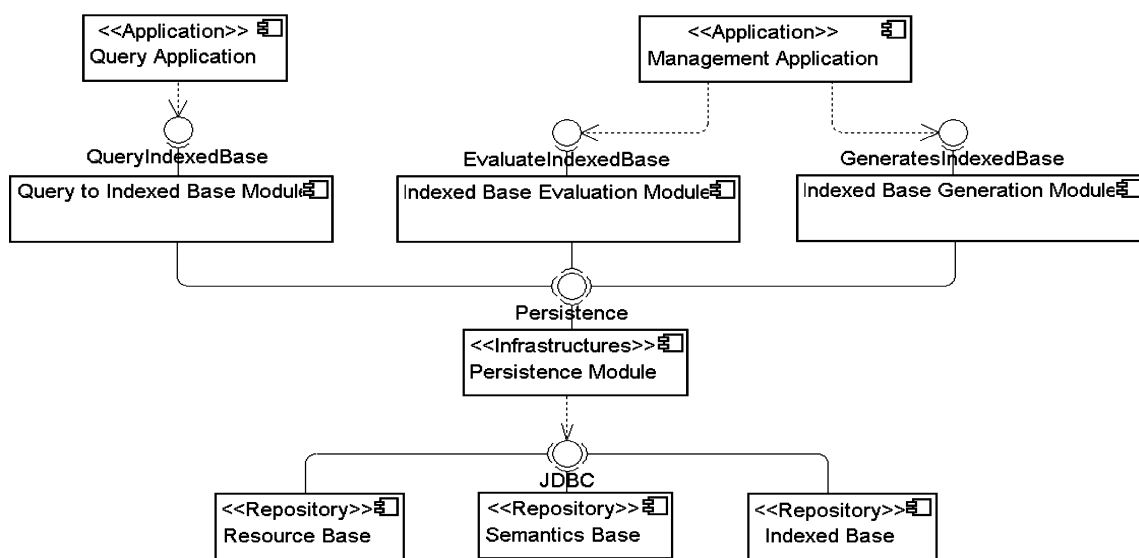 <<Application>>
Query Application
<<Application>>
Management Application
QueryIndexedBase
EvaluateIndexedBase
GeneratesIndexedBase
Query to Indexed Base Module
Indexed Base Evaluation Module
Indexed Base Generation Module
Persistence
<<Infrastructures>>
Persistence Module
JDBC
<<Repository>>
Resource Base
<<Repository>>
Semantics Base
<<Repository>>
Indexed Base